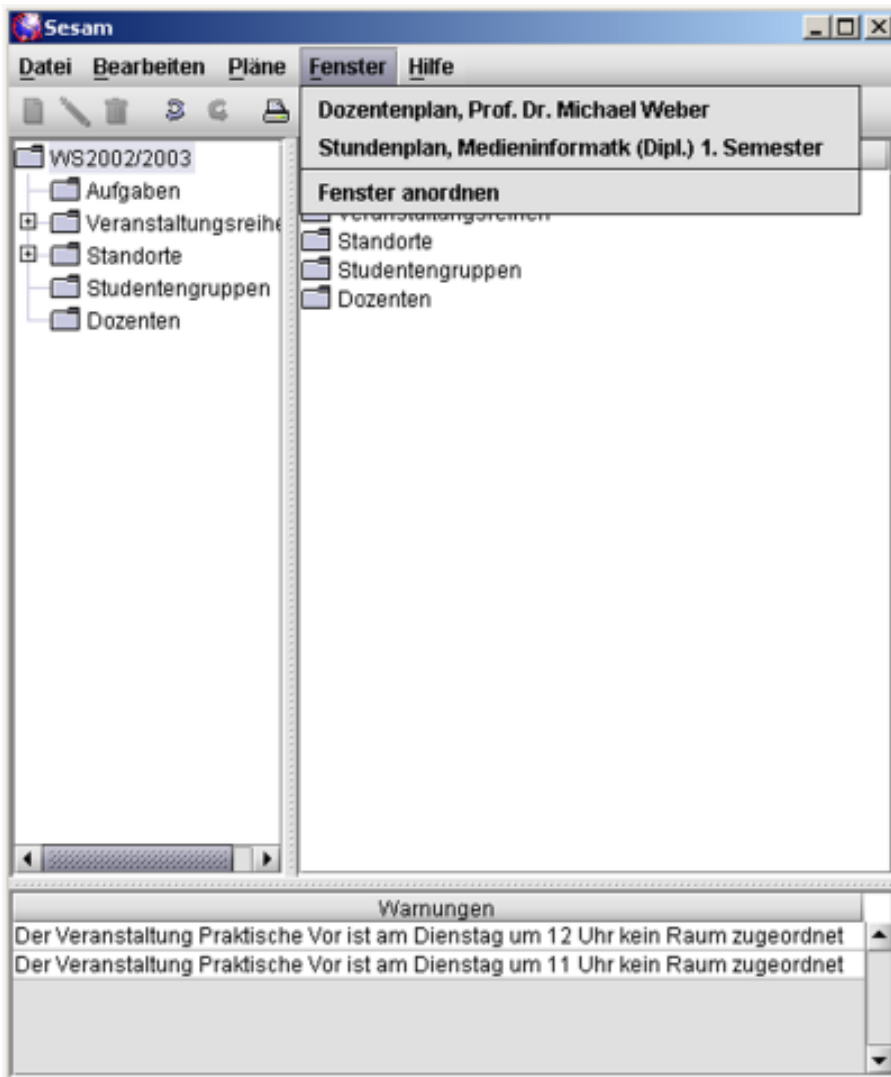 Sesam
Datei Bearbeiten Pläne Fenster Hilfe
Dozentenplan, Prof. Dr. Michael Weber
Stundenplan, Medieninformatk (Dipl.) 1. Semester
Fenster anordnen
WS2002/2003
Aufgaben
Veranstaltungsreihe
Standorte
Studentengruppen
Dozenten
Veranstaltungsreihen
Standorte
Studentengruppen
Dozenten
Warnungen
Der Veranstaltung Praktische Vor ist am Dienstag um 12 Uhr kein Raum zugeordnet
Der Veranstaltung Praktische Vor ist am Dienstag um 11 Uhr kein Raum zugeordnet